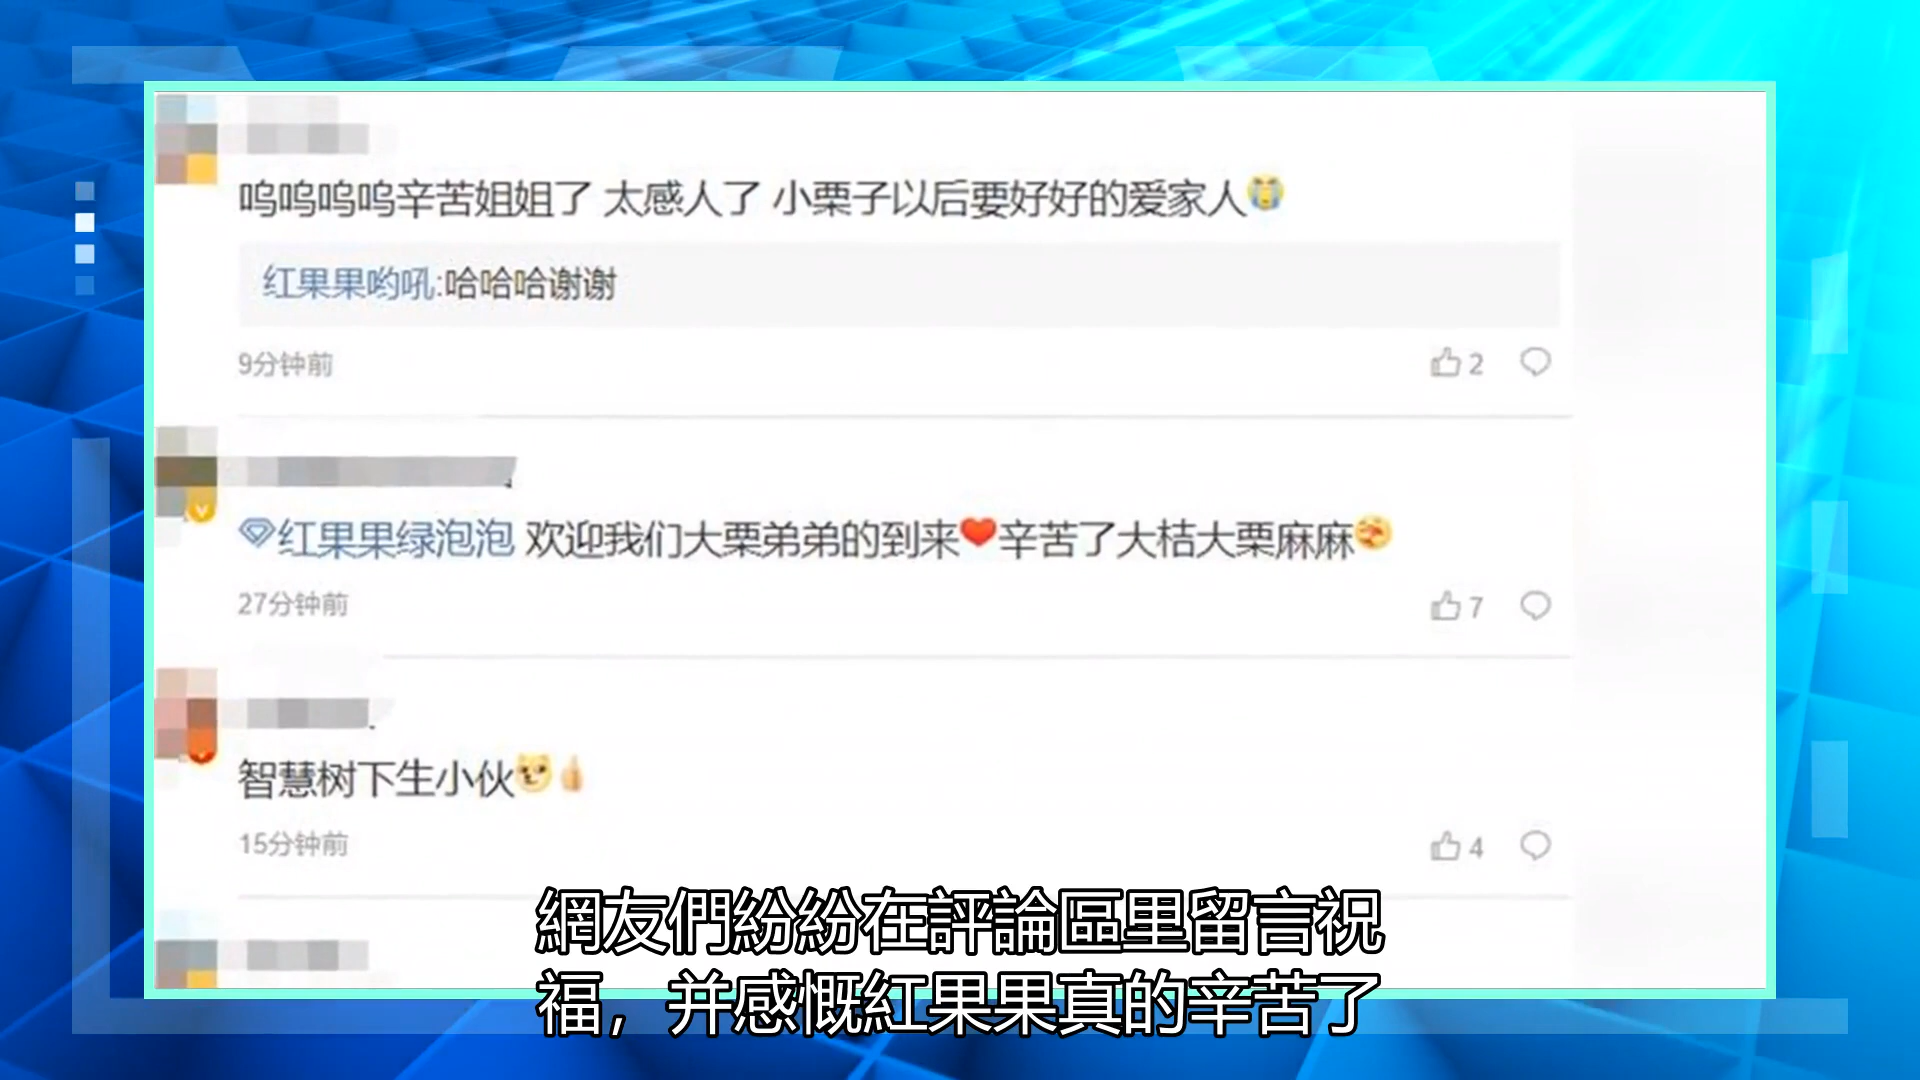 呜呜呜呜辛苦姐姐了 太感人了 小栗子以后要好好的爱家人😭
红果果哟吼:哈哈哈谢谢
9分钟前
2
红果果绿泡泡 欢迎我们大栗弟弟的到来❤辛苦了大桔大栗麻麻😘
27分钟前
7
智慧树下生小伙👍
15分钟前
4
網友們紛紛在評論區里留言祝
福，并感慨紅果果真的辛苦了